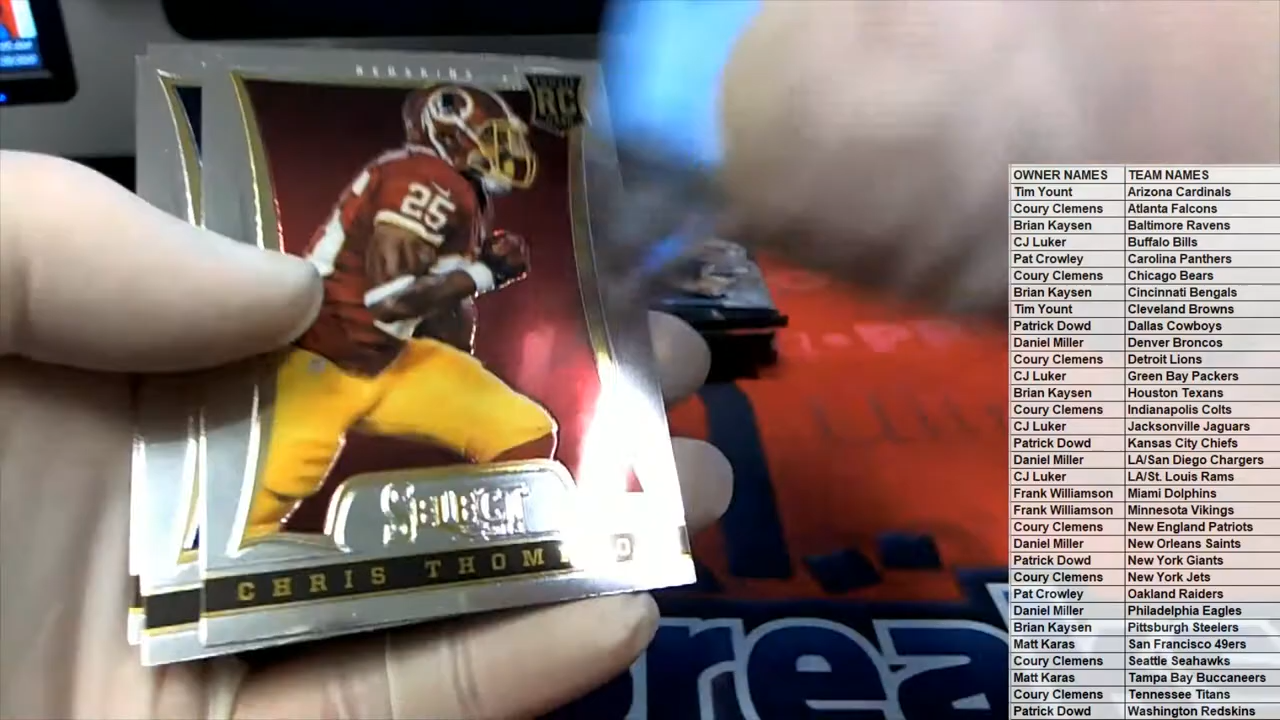 REDSKINS
RC
25
SELECT
CHRIS THOM
OWNER NAMES TEAM NAMES
Tim Yount Arizona Cardinals
Coury Clemens Atlanta Falcons
Brian Kaysen Baltimore Ravens
CJ Luker Buffalo Bills
Pat Crowley Carolina Panthers
Coury Clemens Chicago Bears
Brian Kaysen Cincinnati Bengals
Tim Yount Cleveland Browns
Patrick Dowd Dallas Cowboys
Daniel Miller Denver Broncos
Coury Clemens Detroit Lions
CJ Luker Green Bay Packers
Brian Kaysen Houston Texans
Coury Clemens Indianapolis Colts
CJ Luker Jacksonville Jaguars
Patrick Dowd Kansas City Chiefs
Daniel Miller LA/San Diego Chargers
CJ Luker LA/St. Louis Rams
Frank Williamson Miami Dolphins
Frank Williamson Minnesota Vikings
Coury Clemens New England Patriots
Daniel Miller New Orleans Saints
Patrick Dowd New York Giants
Coury Clemens New York Jets
Pat Crowley Oakland Raiders
Daniel Miller Philadelphia Eagles
Brian Kaysen Pittsburgh Steelers
Matt Karas San Francisco 49ers
Coury Clemens Seattle Seahawks
Matt Karas Tampa Bay Buccaneers
Coury Clemens Tennessee Titans
Patrick Dowd Washington Redskins
rea